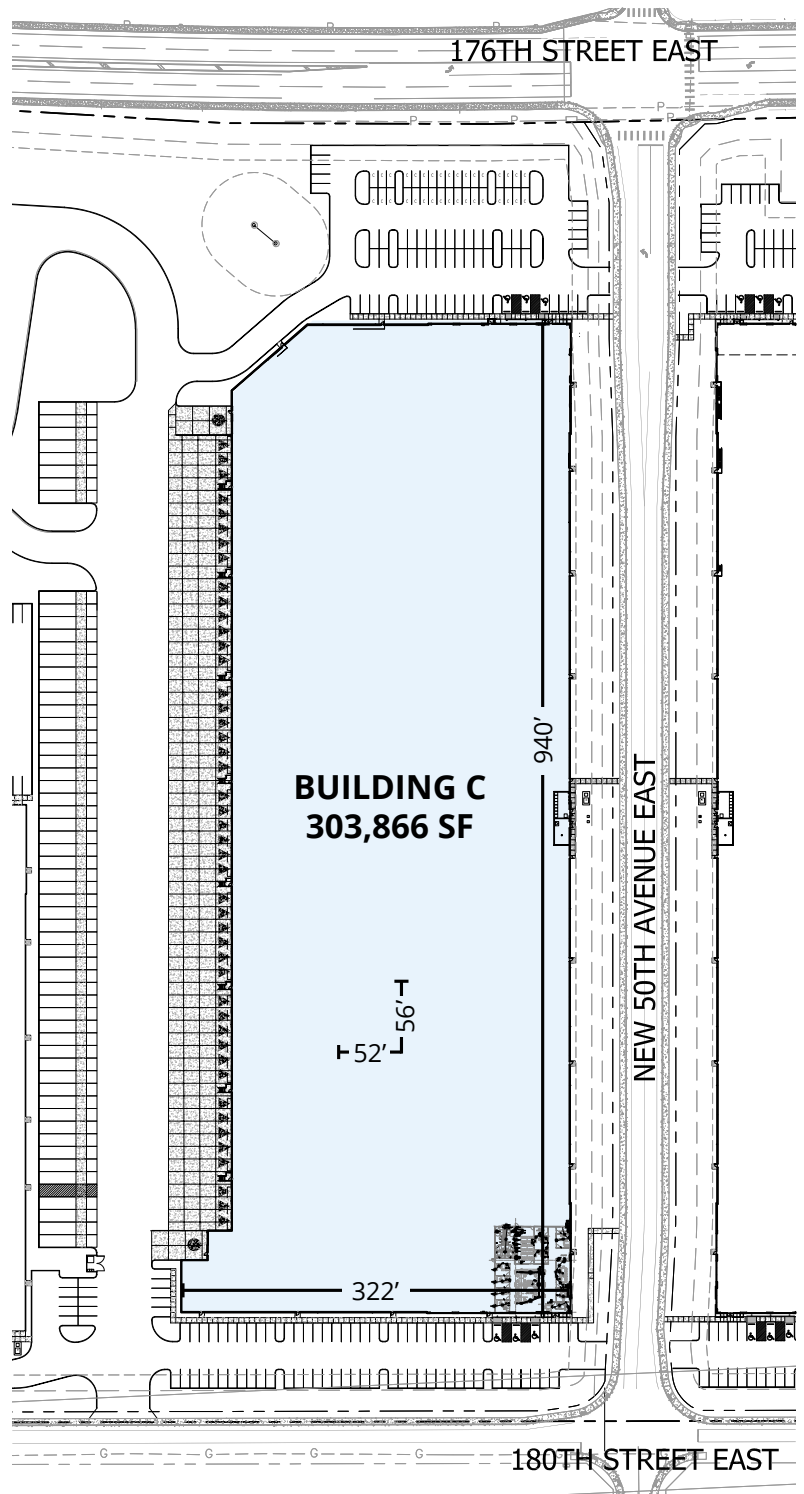 176TH STREET EAST
P
P
P
P
P
P
P
P
940’
BUILDING C
303,866 SF
NEW 50TH AVENUE EAST
56’
52’
322’
G
G
G
G
180TH STREET EAST